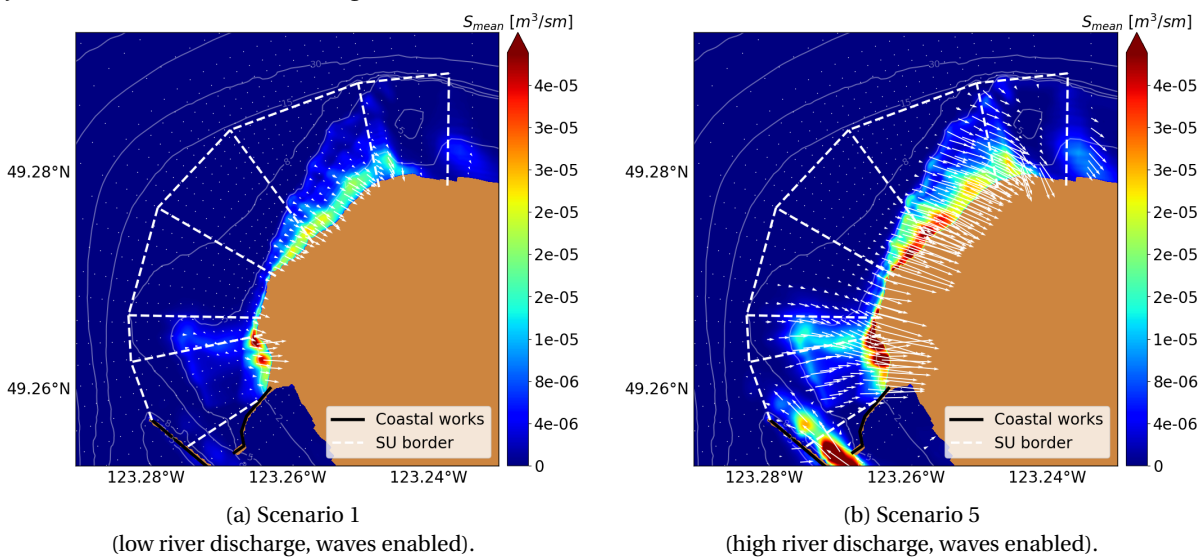 S_mean [m³/sm]
S_mean [m³/sm]
49.28°N
49.26°N
123.28°W 123.26°W 123.24°W
4e-05
3e-05
3e-05
2e-05
2e-05
2e-05
1e-05
8e-06
4e-06
0
30
15
Coastal works
SU border
49.28°N
49.26°N
123.28°W 123.26°W 123.24°W
4e-05
3e-05
3e-05
2e-05
2e-05
2e-05
1e-05
8e-06
4e-06
0
30
15
Coastal works
SU border
(a) Scenario 1
(low river discharge, waves enabled).
(b) Scenario 5
(high river discharge, waves enabled).